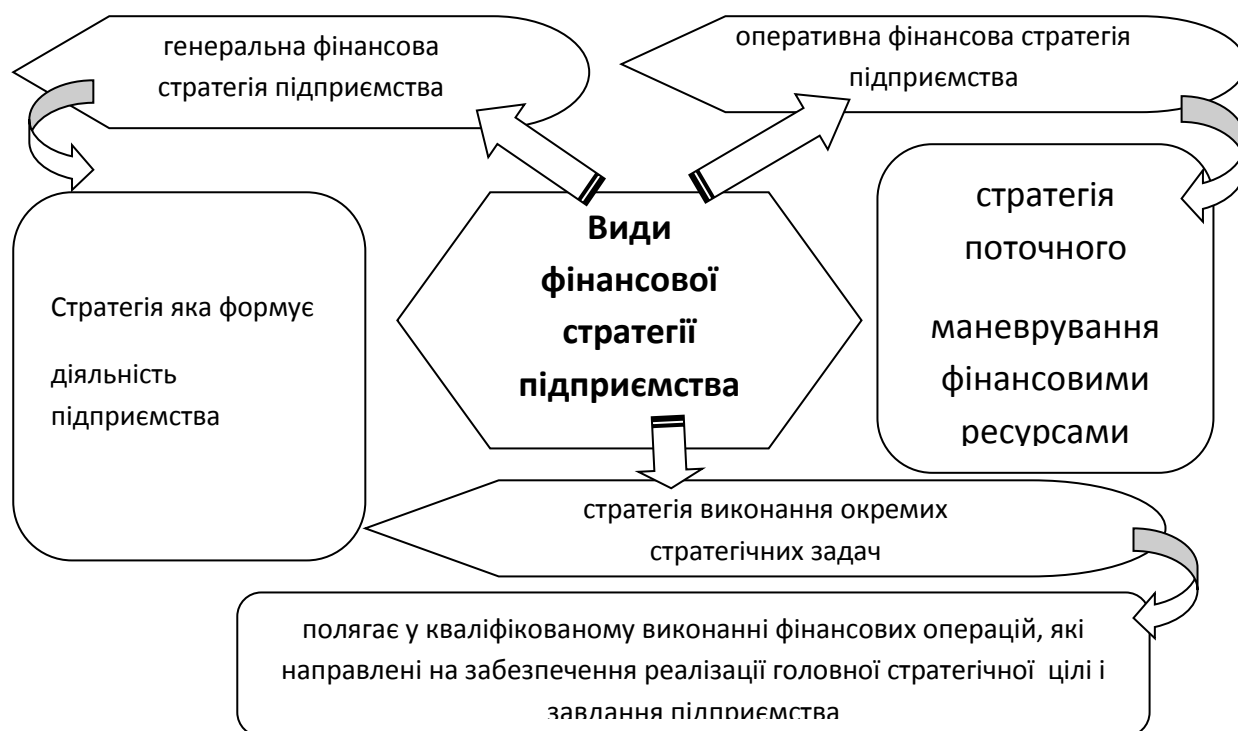 генеральна фінансова
стратегія підприємства
оперативна фінансова стратегія
підприємства
Види
фінансової
стратегії
підприємства
Стратегія яка формує
діяльність
підприємства
стратегія
поточного
маневрування
фінансовими
ресурсами
стратегія виконання окремих
стратегічних задач
полягає у кваліфікованому виконанні фінансових операцій, які
направлені на забезпечення реалізації головної стратегічної цілі і
завдання підприємства